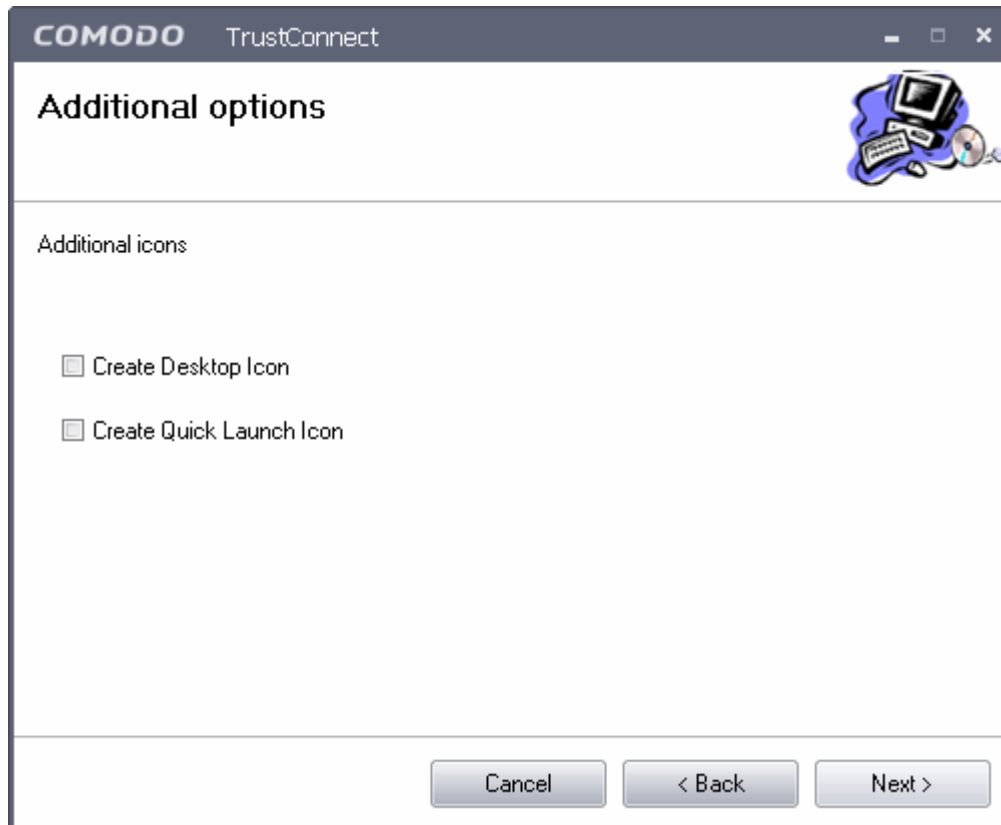 COMODO TrustConnect
Additional options
Additional icons
Create Desktop Icon
Create Quick Launch Icon
Cancel
< Back
Next >